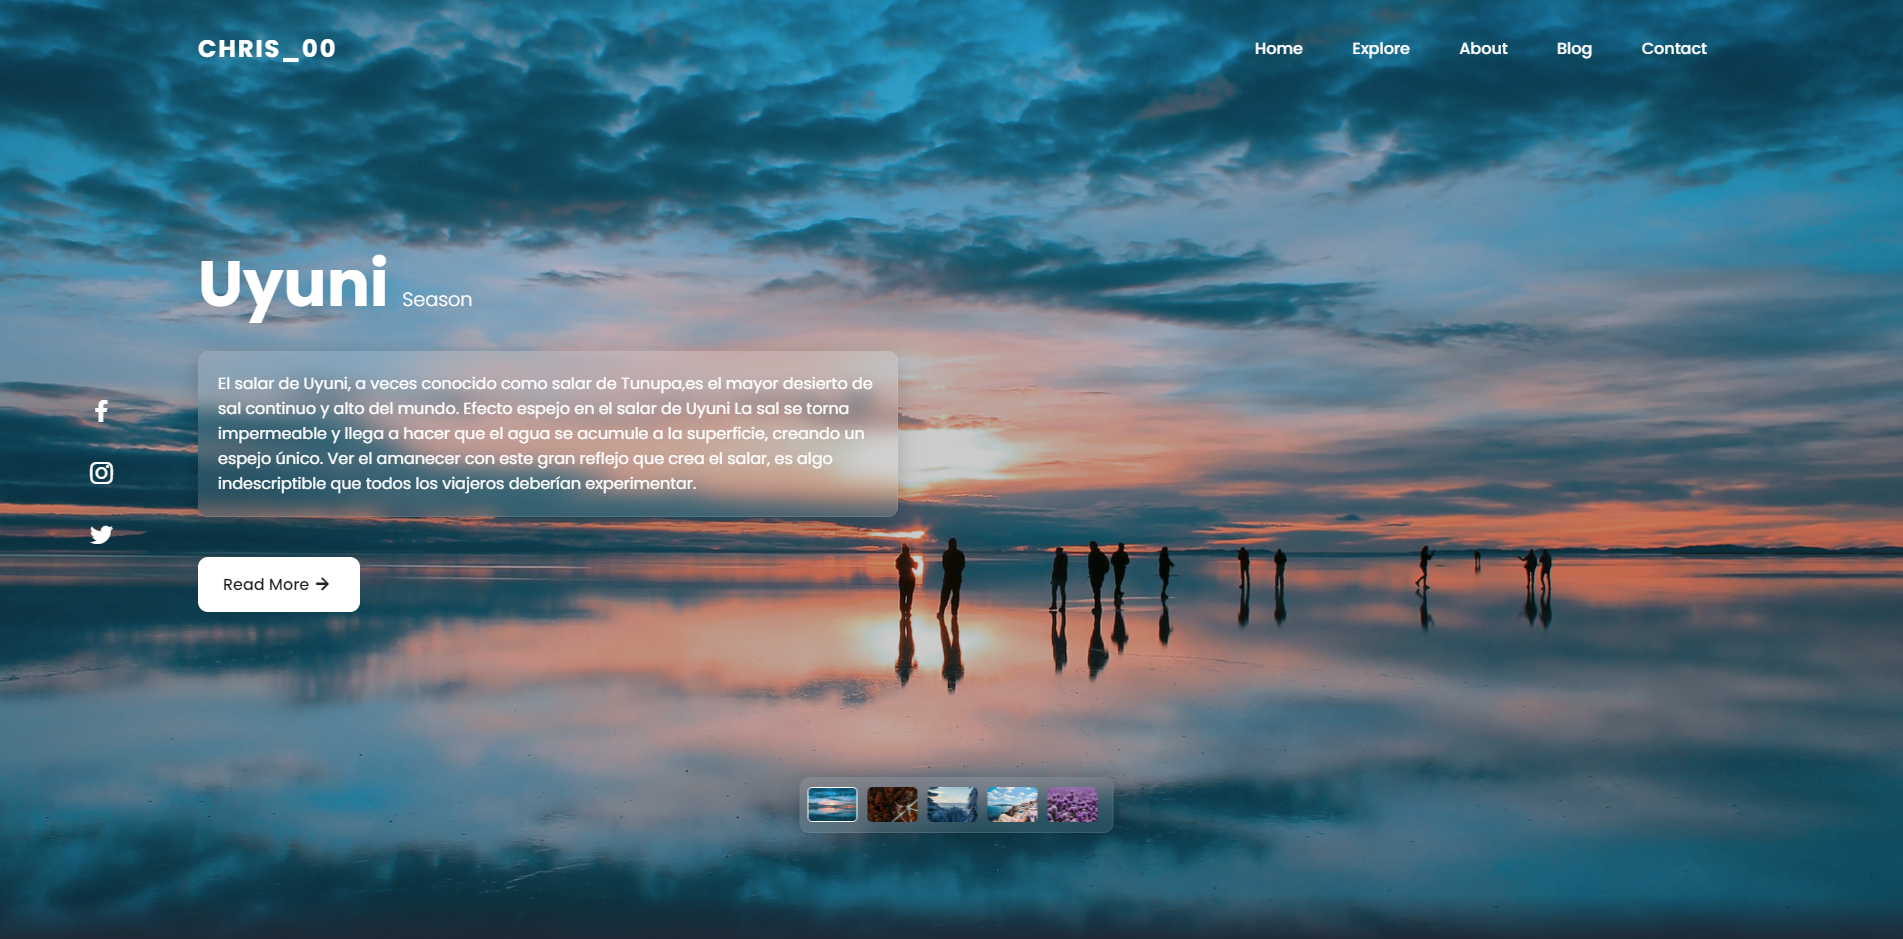 CHRIS_00
Home Explore About Blog Contact
Uyuni Season
El salar de Uyuni, a veces conocido como salar de Tunupa,es el mayor desierto de
sal continuo y alto del mundo. Efecto espejo en el salar de Uyuni La sal se torna
impermeable y llega a hacer que el agua se acumule a la superficie, creando un
espejo único. Ver el amanecer con este gran reflejo que crea el salar, es algo
indescriptible que todos los viajeros deberían experimentar.
Read More